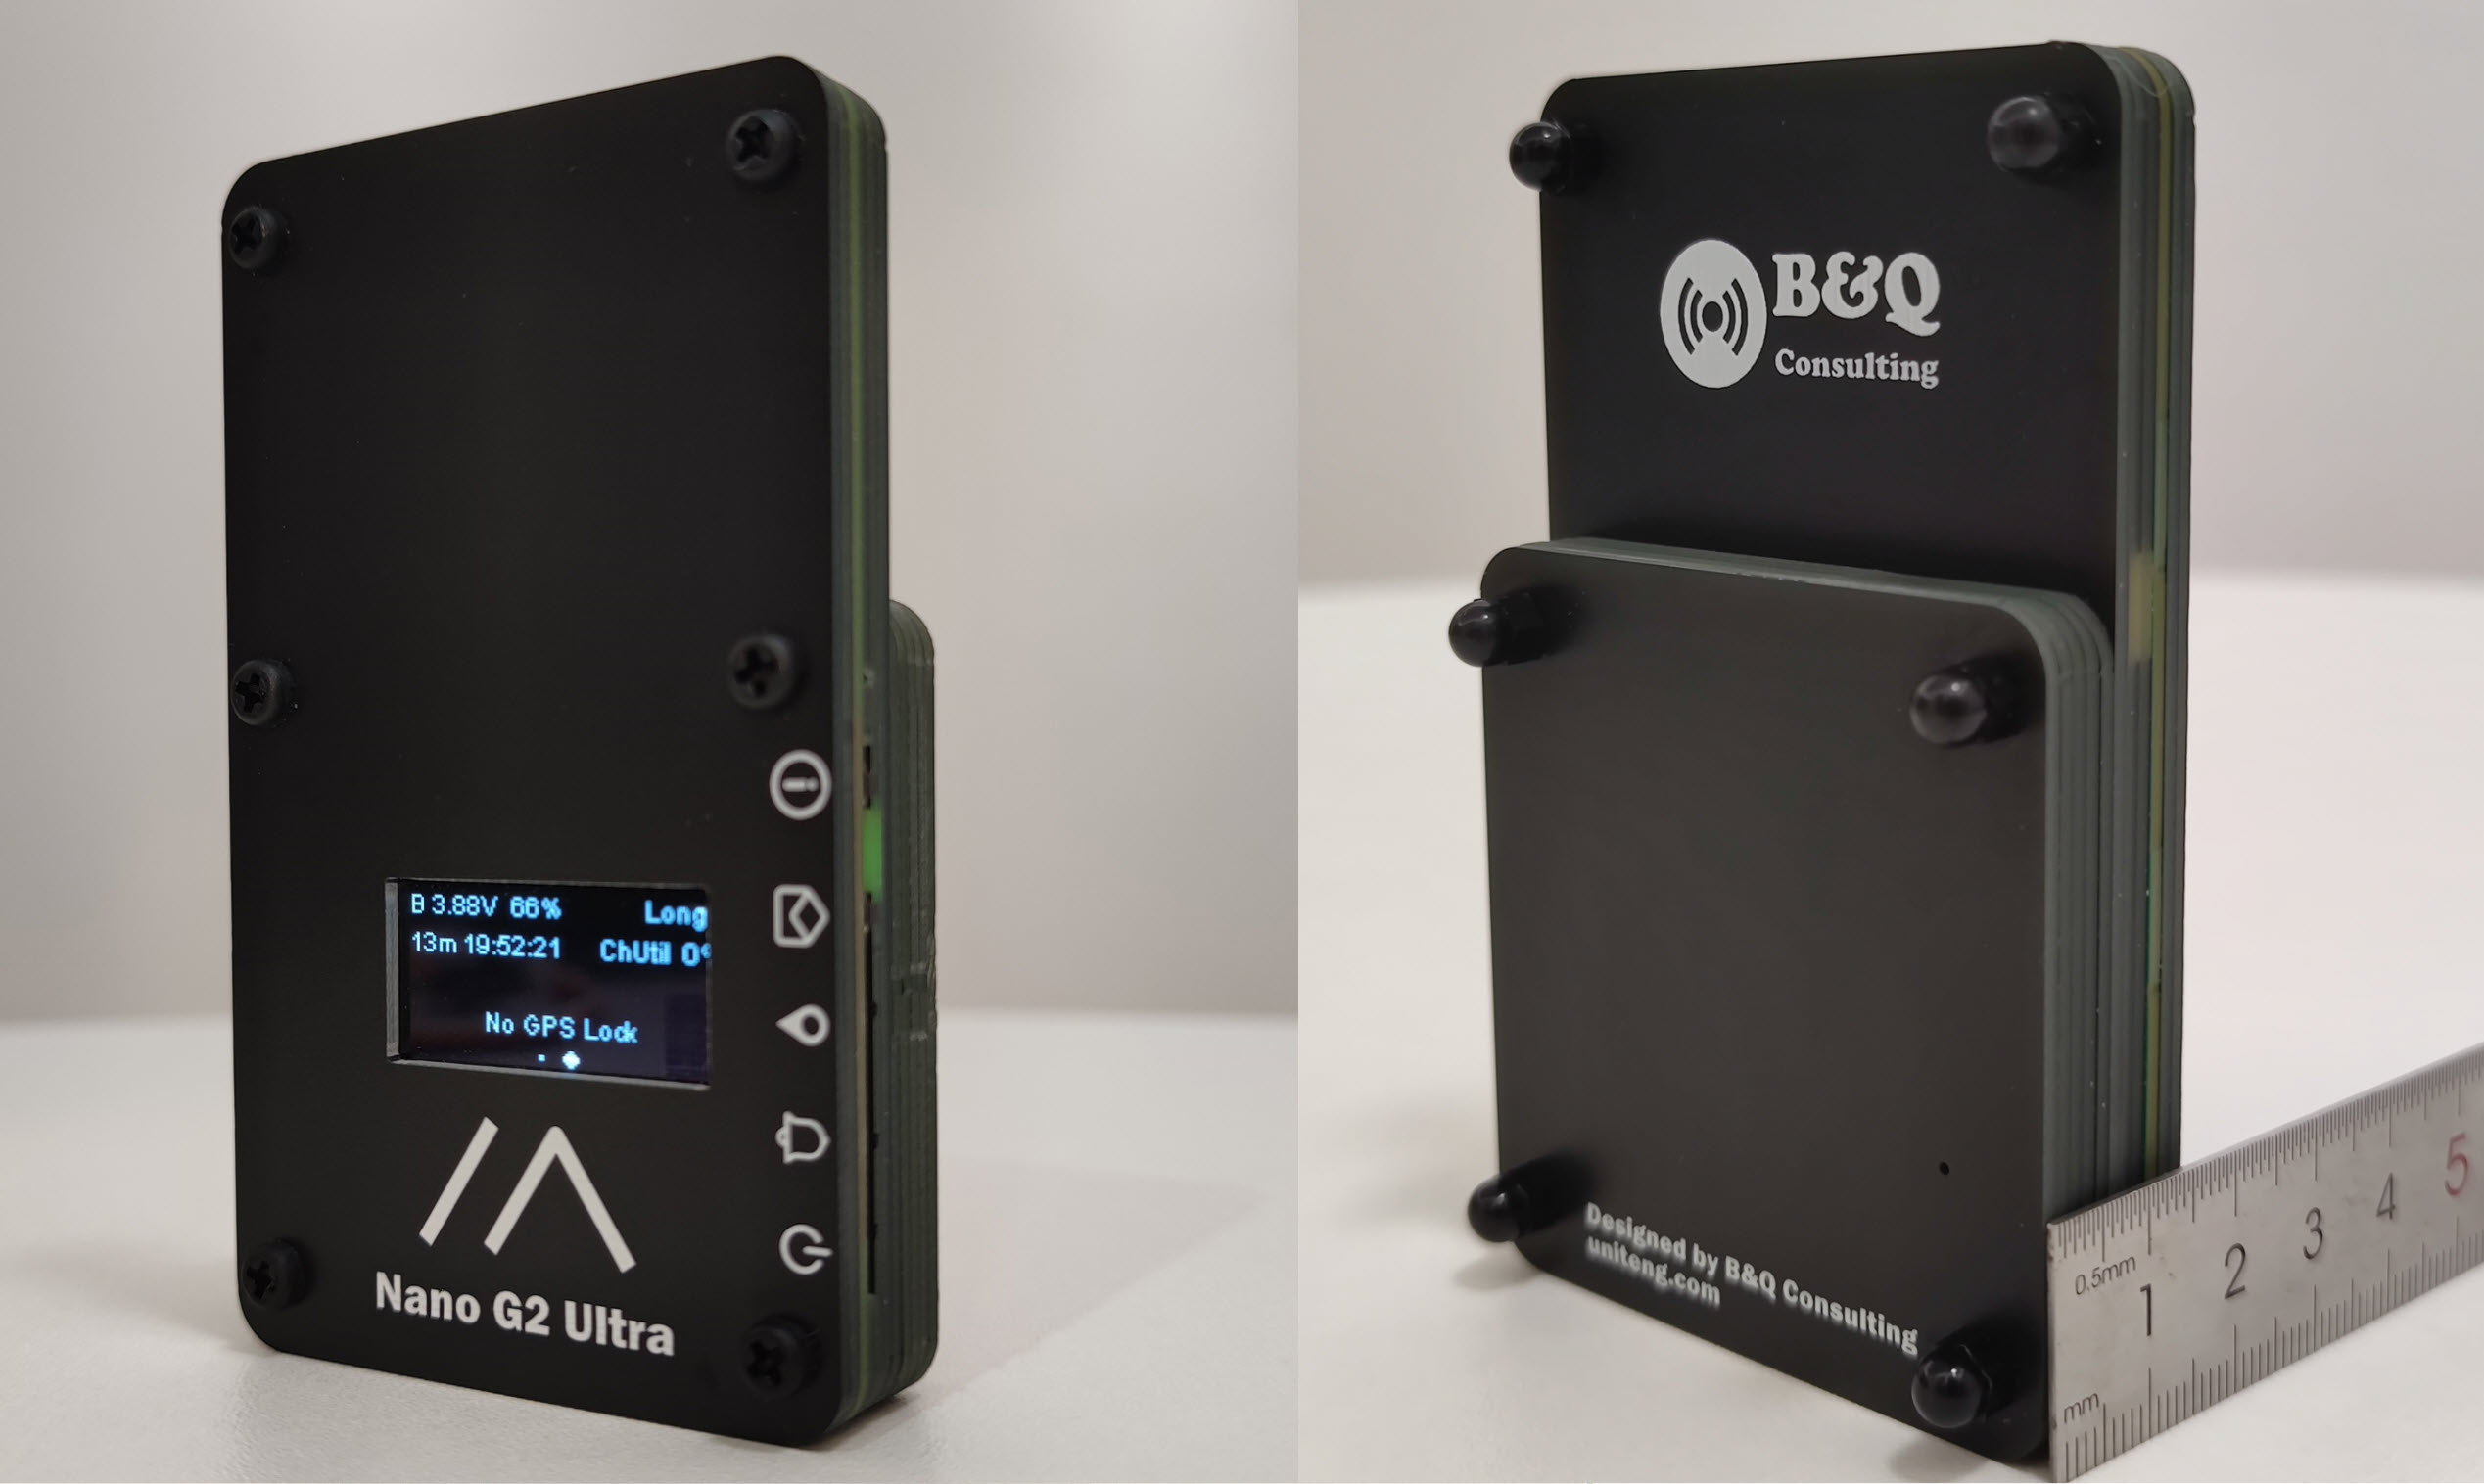 B 3.88V 66% Long
13m 19:52:21 ChUtil 0%
No GPS Lock
Nano G2 Ultra
B&Q
Consulting
Designed by B&Q Consulting
uniteng.com
0.5mm
1 2 3 4 5
mm